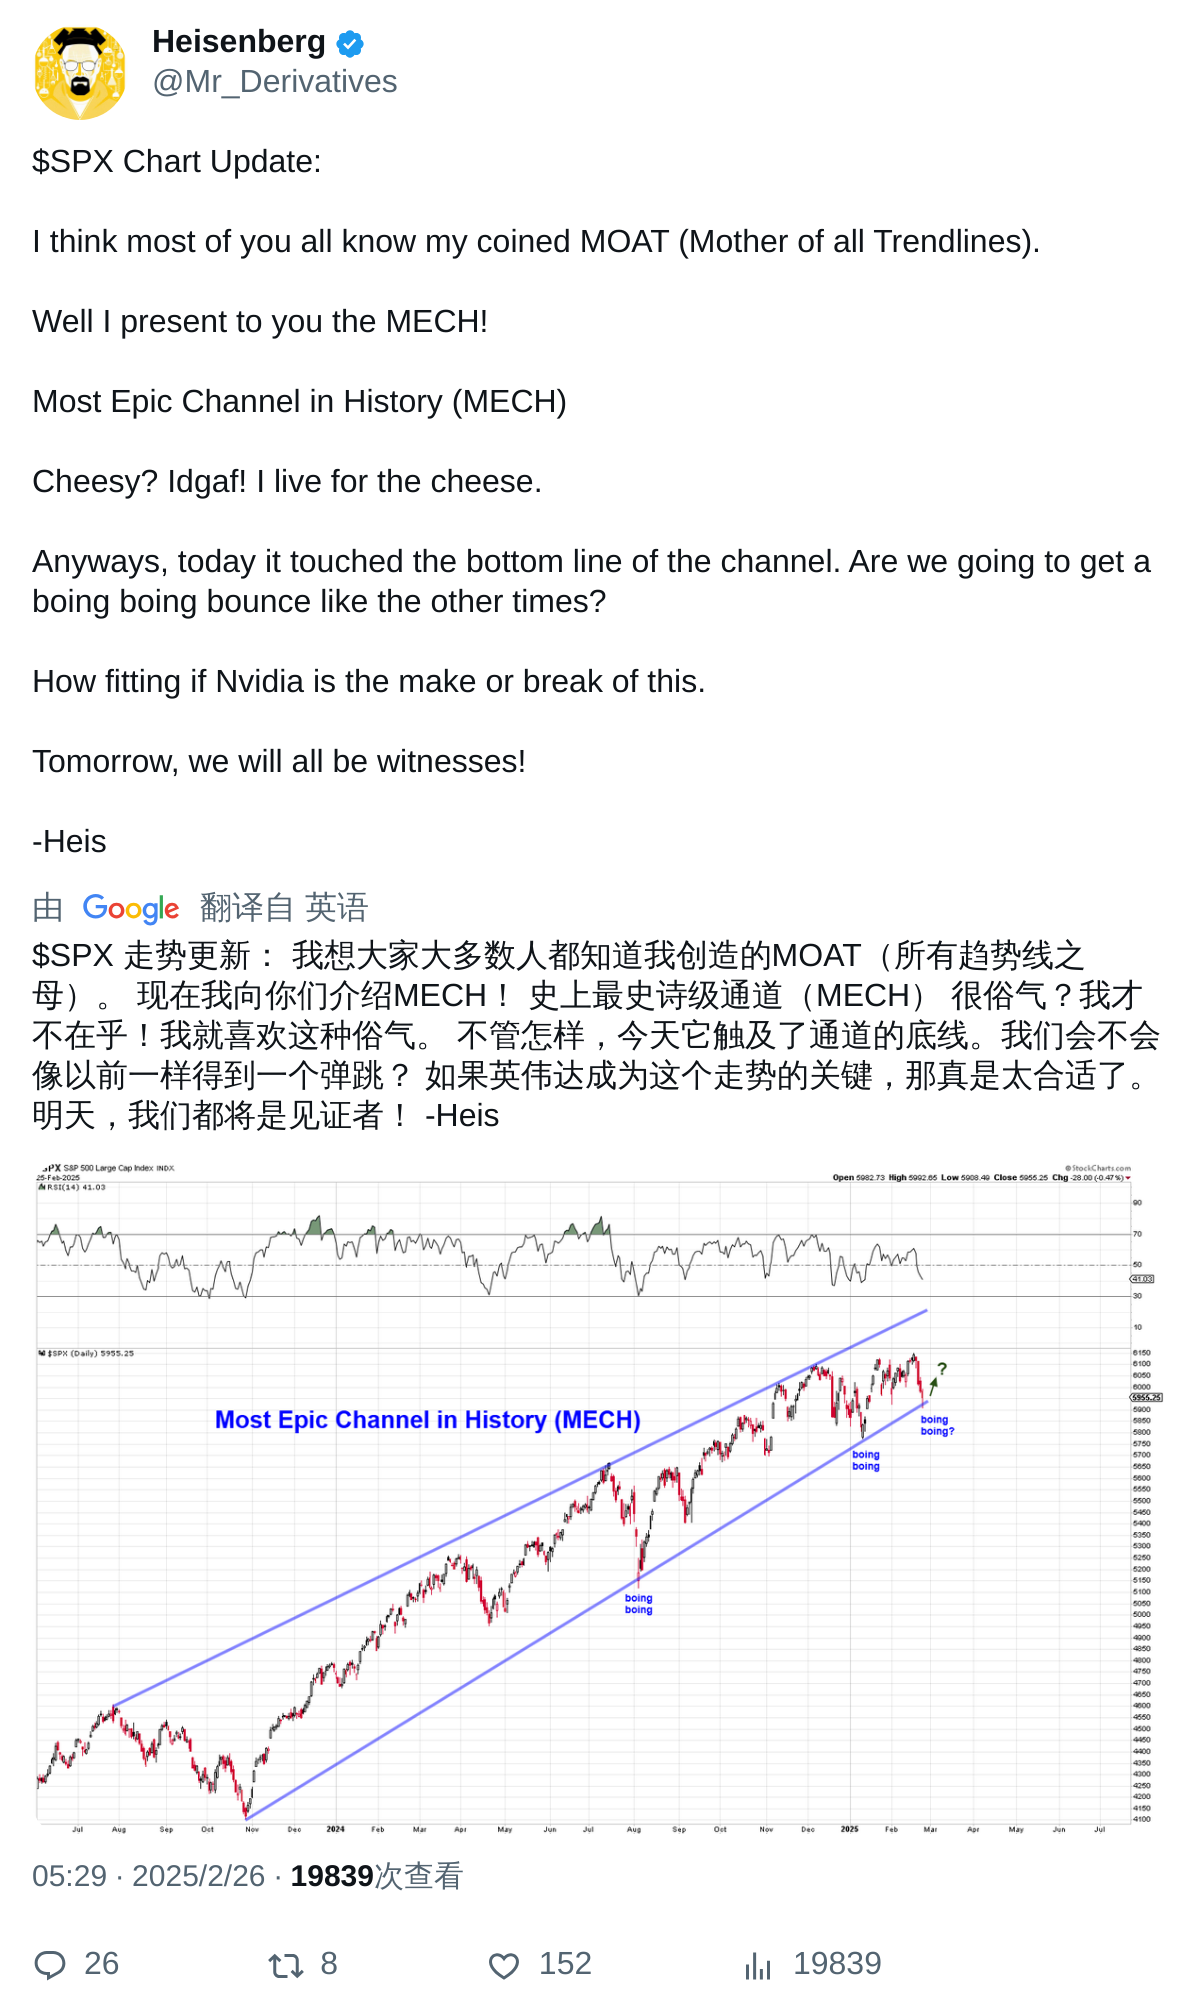 Heisenberg
@Mr_Derivatives
$SPX Chart Update:
I think most of you all know my coined MOAT (Mother of all Trendlines).
Well I present to you the MECH!
Most Epic Channel in History (MECH)
Cheesy? Idgaf! I live for the cheese.
Anyways, today it touched the bottom line of the channel. Are we going to get a
boing boing bounce like the other times?
How fitting if Nvidia is the make or break of this.
Tomorrow, we will all be witnesses!
-Heis
由 Google 翻译自 英语
$SPX 走势更新： 我想大家大多数人都知道我创造的MOAT（所有趋势线之
母）。 现在我向你们介绍MECH！ 史上最史诗级通道（MECH） 很俗气？我才
不在乎！我就喜欢这种俗气。 不管怎样，今天它触及了通道的底线。我们会不会
像以前一样得到一个弹跳？ 如果英伟达成为这个走势的关键，那真是太合适了。
明天，我们都将是见证者！ -Heis
S&P 500 Large Cap Index INDX
© StockCharts.com
25-Feb-2025
Open 5982.73 High 5992.65 Low 5908.49 Close 5955.25 Chg -28.00 (-0.47%)
RSI(14) 41.03
90
70
50
41.03
30
10
$SPX (Daily) 5955.25
6150
6100
6050
6000
5955.25
5900
5850
5800
5750
5700
5650
5600
5550
5500
5450
5400
5350
5300
5250
5200
5150
5100
5050
5000
4950
4900
4850
4800
4750
4700
4650
4600
4550
4500
4450
4400
4350
4300
4250
4200
4150
4100
?
Most Epic Channel in History (MECH)
boing
boing?
boing
boing
boing
boing
Jul Aug Sep Oct Nov Dec 2024 Feb Mar Apr May Jun Jul Aug Sep Oct Nov Dec 2025 Feb Mar Apr May Jun Jul
05:29 · 2025/2/26 · 19839次查看
26 8 152 19839